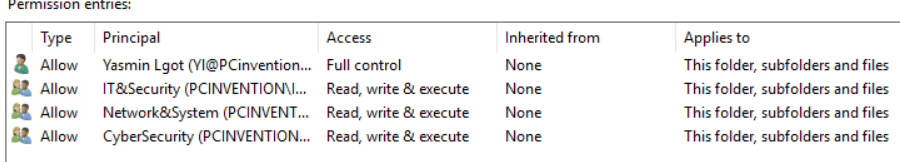 Permission entries:
Type Principal Access Inherited from Applies to
Allow Yasmin Lgot (YI@PCinvention... Full control None This folder, subfolders and files
Allow IT&Security (PCINVENTION\I... Read, write & execute None This folder, subfolders and files
Allow Network&System (PCINVENT... Read, write & execute None This folder, subfolders and files
Allow CyberSecurity (PCINVENTION... Read, write & execute None This folder, subfolders and files